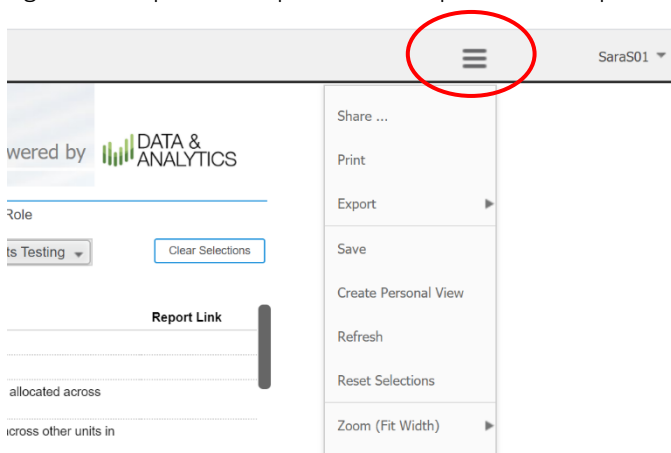 SaraS01
Share ...
Print
Export
Save
Create Personal View
Refresh
Reset Selections
Zoom (Fit Width)
wered by DATA & ANALYTICS
Role
ts Testing
Clear Selections
Report Link
allocated across
across other units in